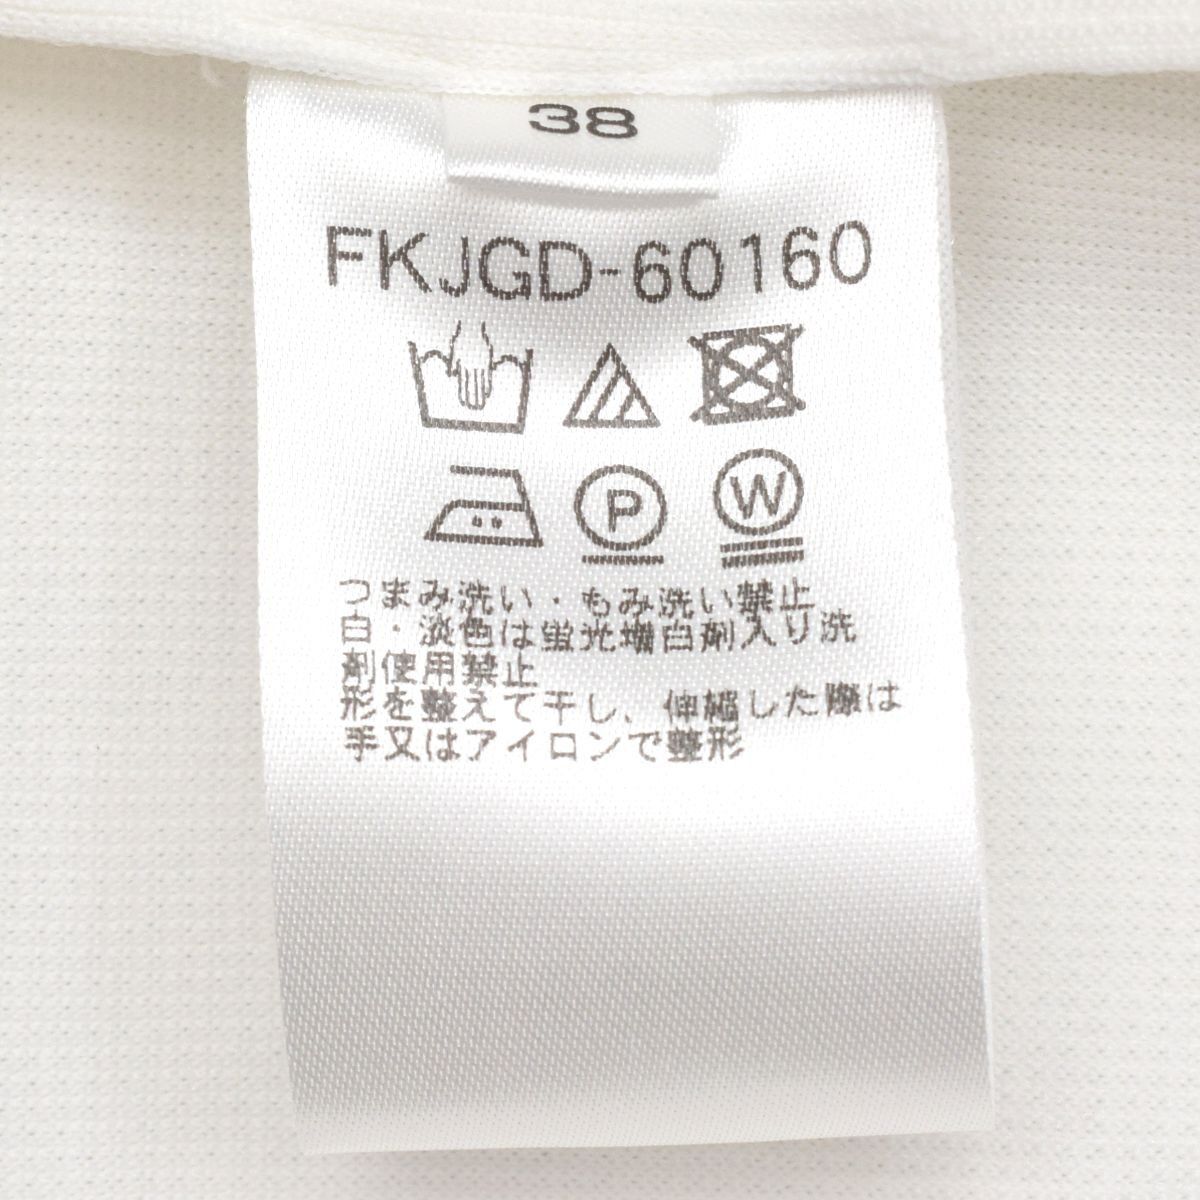 38
FKJGD-60160
P
W
つまみ洗い・もみ洗い禁止
白・淡色は蛍光増白剤入り洗
剤使用禁止
形を整えて干し、伸縮した際は
手又はアイロンで整形